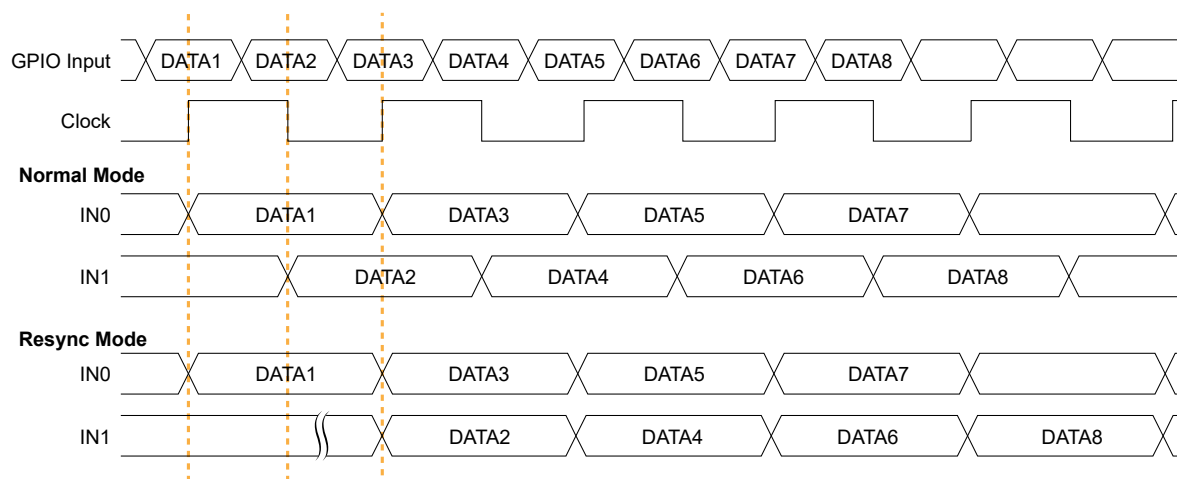 GPIO Input DATA1 DATA2 DATA3 DATA4 DATA5 DATA6 DATA7 DATA8
Clock
Normal Mode
IN0 DATA1 DATA3 DATA5 DATA7
IN1 DATA2 DATA4 DATA6 DATA8
Resync Mode
IN0 DATA1 DATA3 DATA5 DATA7
IN1 DATA2 DATA4 DATA6 DATA8